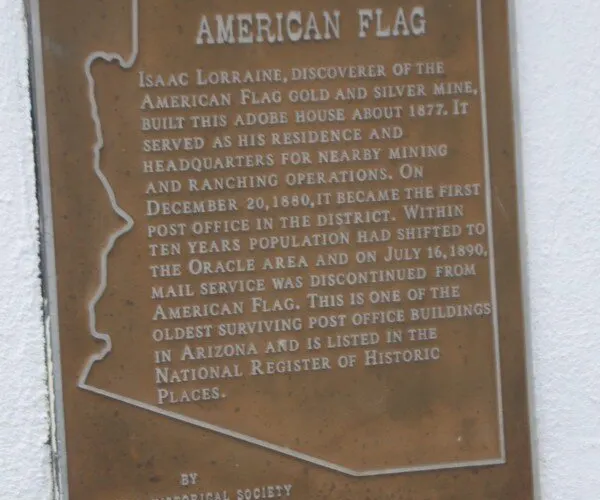 AMERICAN FLAG
ISAAC LORRAINE, DISCOVERER OF THE
AMERICAN FLAG GOLD AND SILVER MINE,
BUILT THIS ADOBE HOUSE ABOUT 1877. IT
SERVED AS HIS RESIDENCE AND
HEADQUARTERS FOR NEARBY MINING
AND RANCHING OPERATIONS. ON
DECEMBER 20, 1880, IT BECAME THE FIRST
POST OFFICE IN THE DISTRICT. WITHIN
TEN YEARS POPULATION HAD SHIFTED TO
THE ORACLE AREA AND ON JULY 16, 1890,
MAIL SERVICE WAS DISCONTINUED FROM
AMERICAN FLAG. THIS IS ONE OF THE
OLDEST SURVIVING POST OFFICE BUILDINGS
IN ARIZONA AND IS LISTED IN THE
NATIONAL REGISTER OF HISTORIC
PLACES.
BY
HISTORICAL SOCIETY